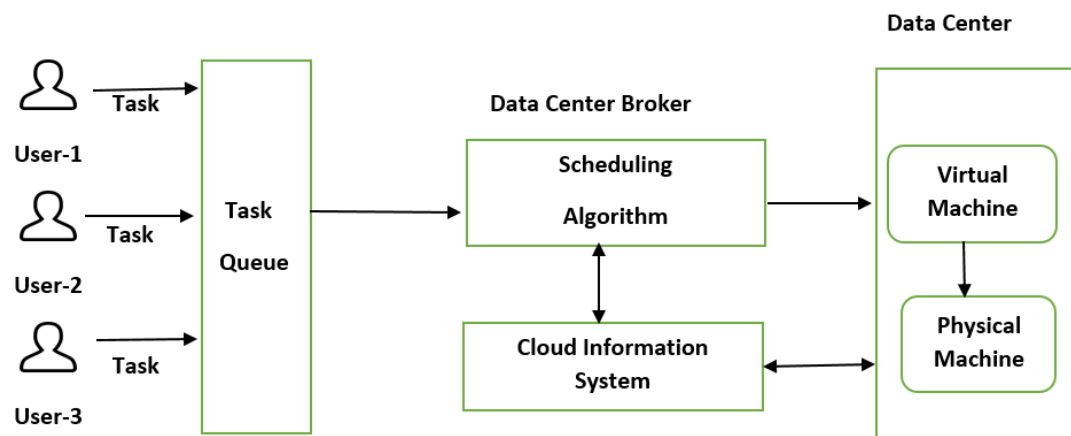 Data Center
Task
User-1
Data Center Broker
Scheduling
Algorithm
Virtual
Machine
Task
User-2
Task
Queue
Cloud Information
System
Physical
Machine
Task
User-3